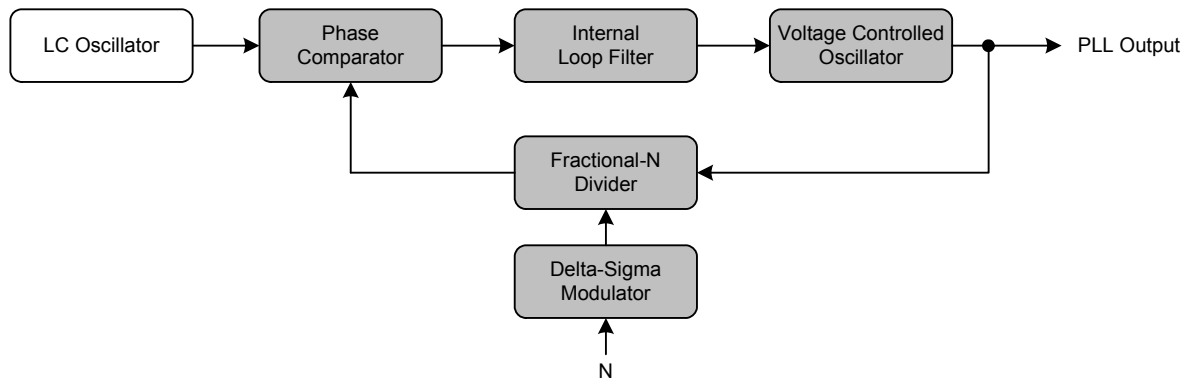 LC Oscillator
Phase
Comparator
Internal
Loop Filter
Voltage Controlled
Oscillator
PLL Output
Fractional-N
Divider
Delta-Sigma
Modulator
N